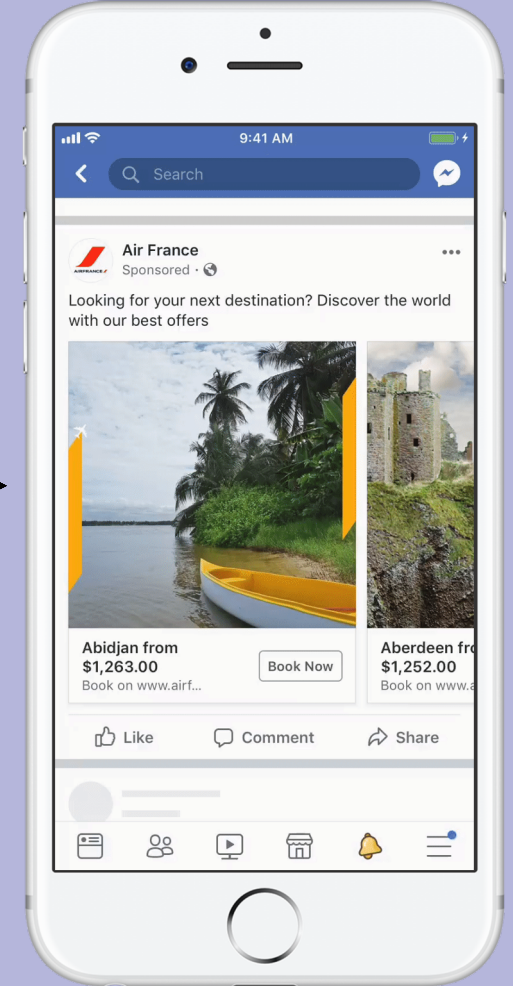 9:41 AM
Search
Air France
Sponsored ·
AIRFRANCE
Looking for your next destination? Discover the world
with our best offers
Abidjan from
$1,263.00
Book on www.airf...
Book Now
Aberdeen fro
$1,252.00
Book on www.a
Like
Comment
Share